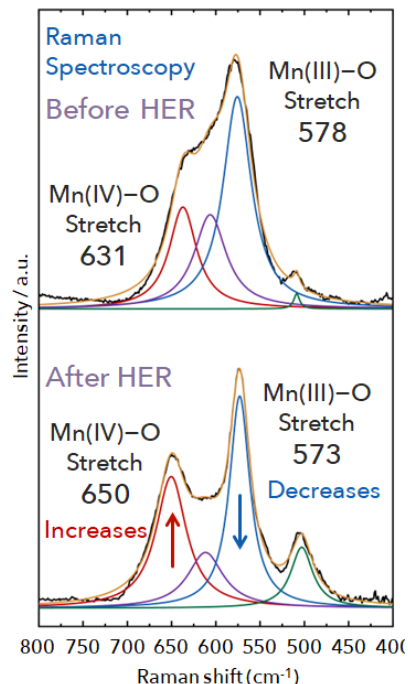 Raman
Spectroscopy
Before HER
Mn(III)–O
Stretch
578
Mn(IV)–O
Stretch
631
After HER
Mn(IV)–O
Stretch
650
Increases
Mn(III)–O
Stretch
573
Decreases
Intensity / a.u.
800 750 700 650 600 550 500 450 400
Raman shift (cm⁻¹)